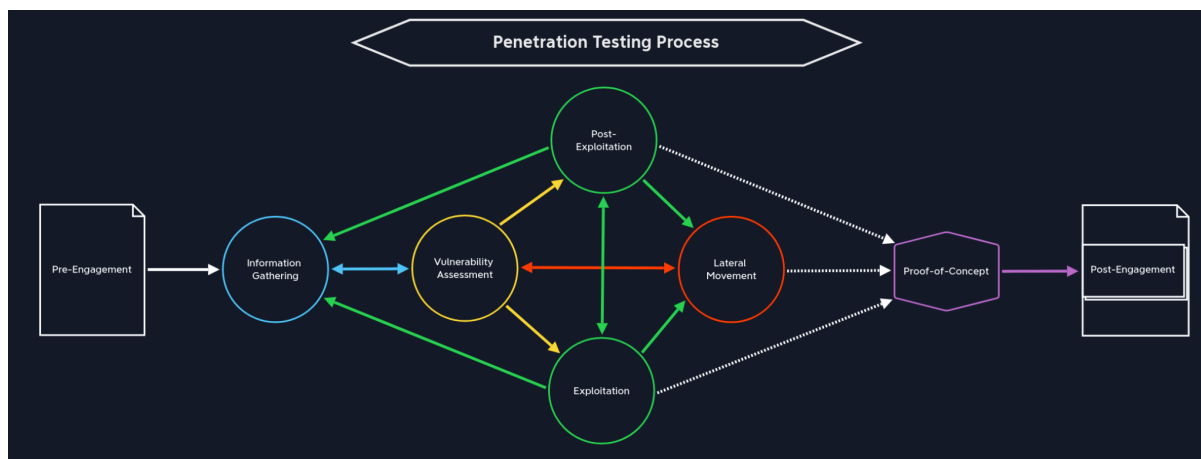 Penetration Testing Process
Post-
Exploitation
Pre-Engagement
Information
Gathering
Vulnerability
Assessment
Lateral
Movement
Proof-of-Concept
Post-Engagement
Exploitation